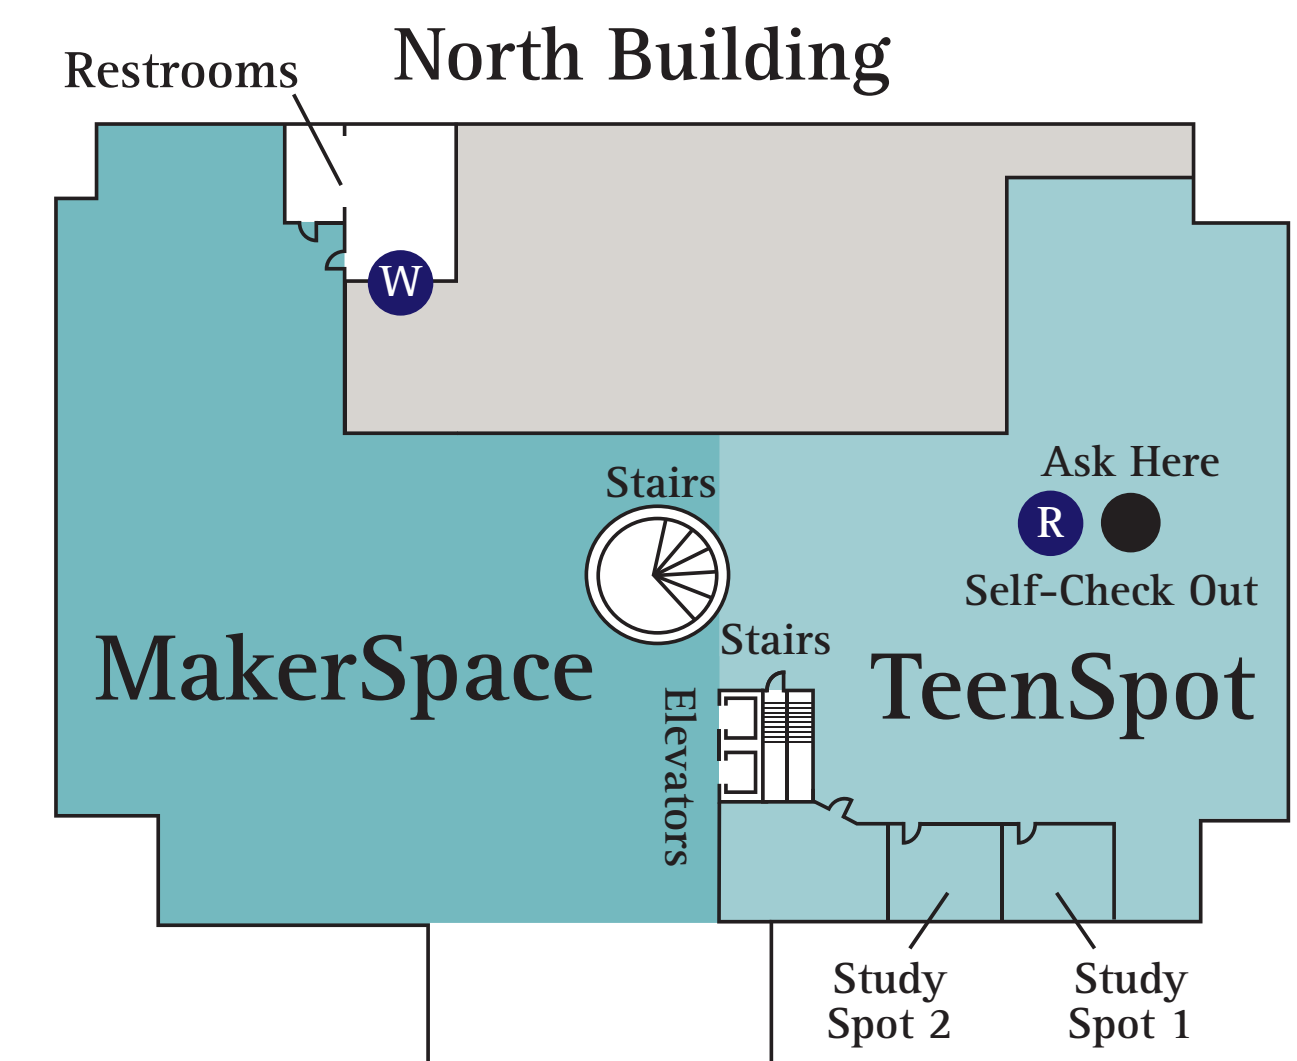 North Building
Restrooms
W
Stairs
Ask Here
R
Self-Check Out
Stairs
MakerSpace
TeenSpot
Elevators
Study
Spot 2
Study
Spot 1